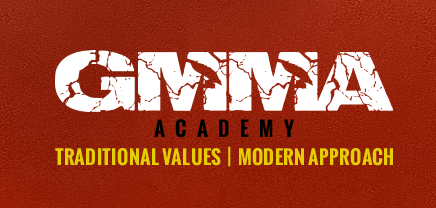 GMMA
ACADEMY
TRADITIONAL VALUES | MODERN APPROACH